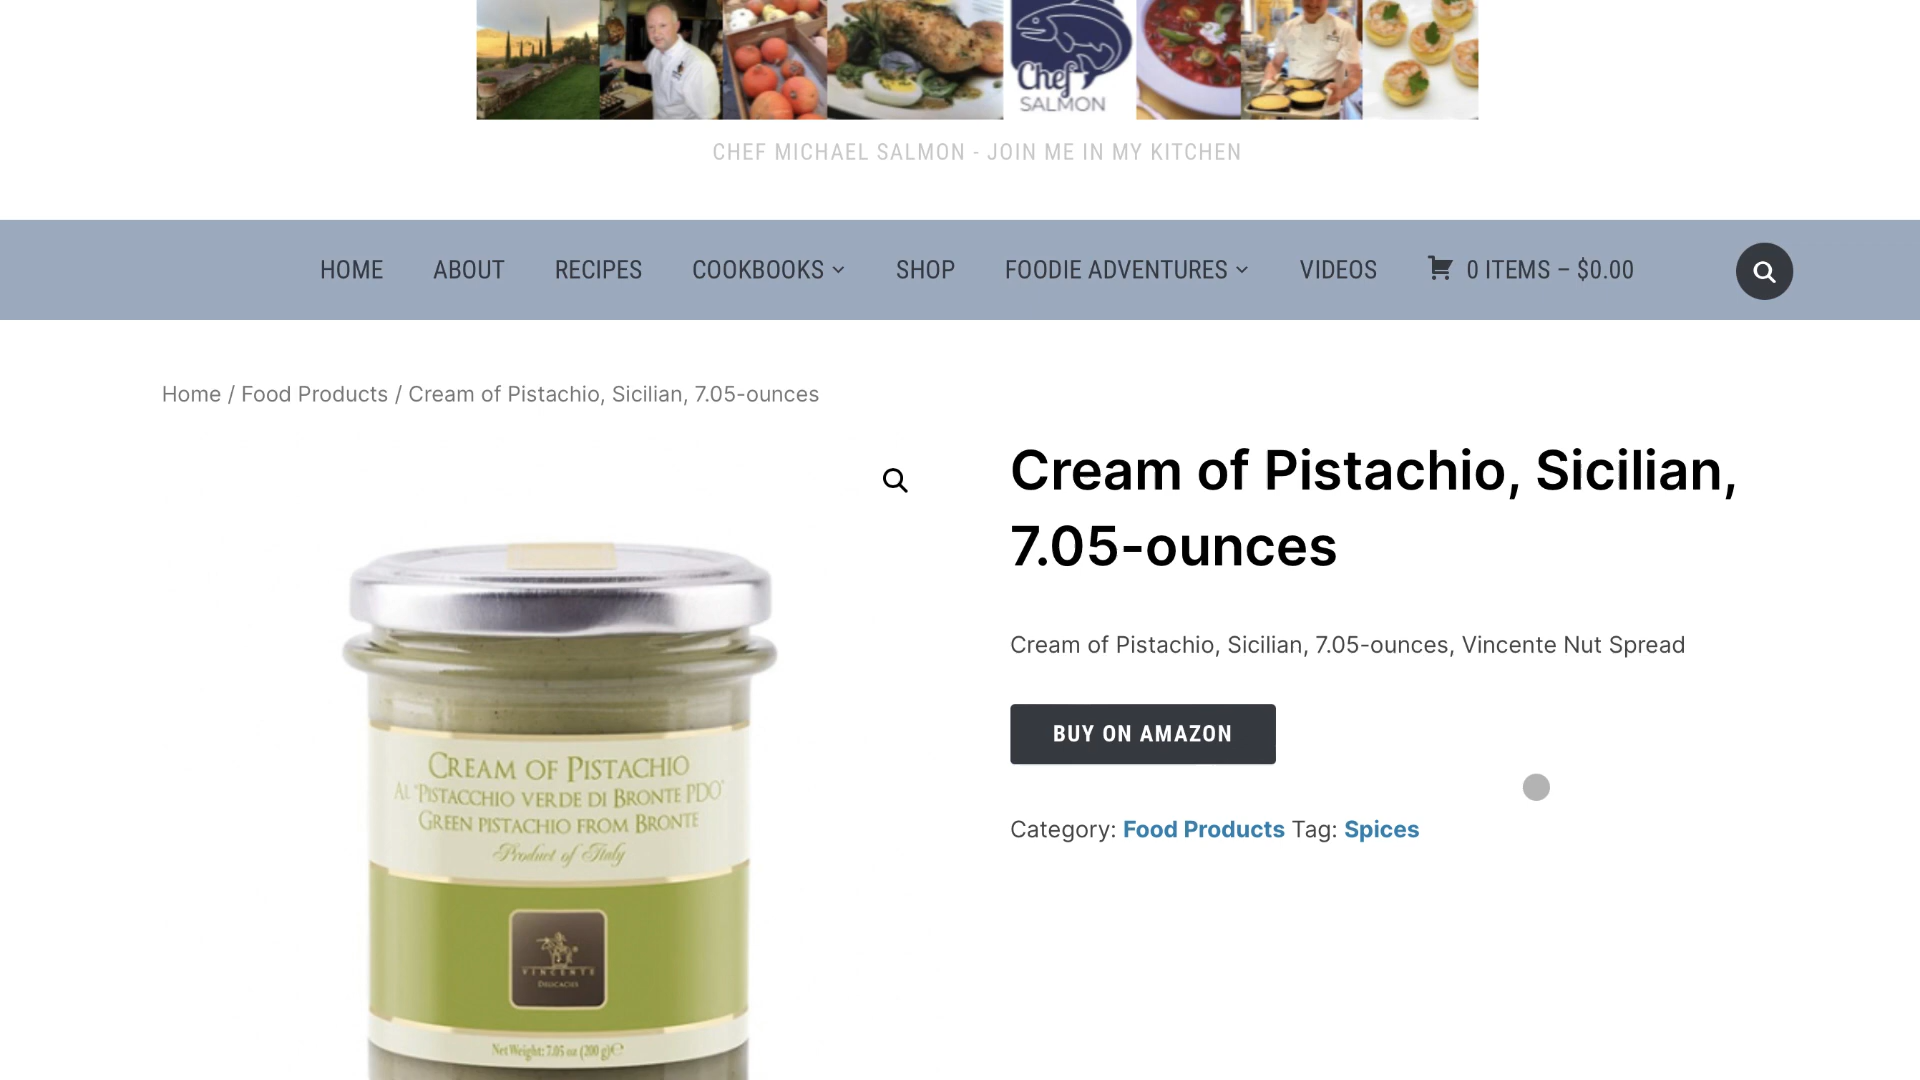 Chef
SALMON
CHEF MICHAEL SALMON - JOIN ME IN MY KITCHEN
HOME ABOUT RECIPES COOKBOOKS SHOP FOODIE ADVENTURES VIDEOS 0 ITEMS – $0.00
Home / Food Products / Cream of Pistachio, Sicilian, 7.05-ounces
Cream of Pistachio, Sicilian,
7.05-ounces
Cream of Pistachio, Sicilian, 7.05-ounces, Vincente Nut Spread
BUY ON AMAZON
Category: Food Products Tag: Spices
CREAM OF PISTACHIO
AL "PISTACCHIO VERDE DI BRONTE PDO"
GREEN PISTACHIO FROM BRONTE
Product of Italy
VINCENTE
DELICACIES
Net Weight: 7.05 oz (200 g)℮